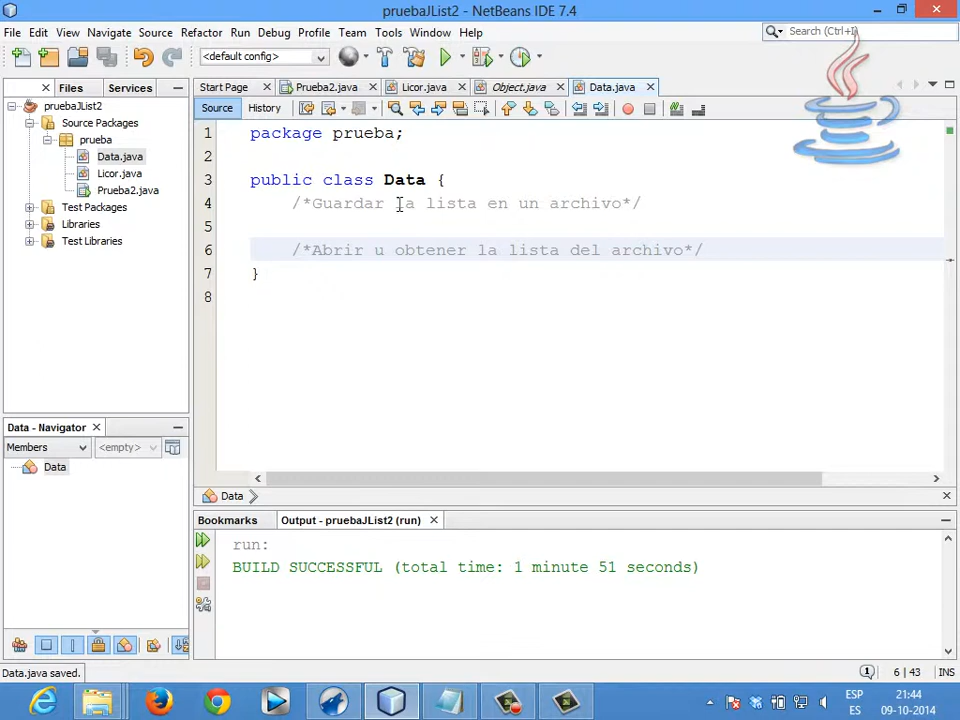 pruebaJList2 - NetBeans IDE 7.4
File Edit View Navigate Source Refactor Run Debug Profile Team Tools Window Help
Search (Ctrl+I)
<default config>
Files Services
Start Page Prueba2.java Licor.java Object.java Data.java
pruebaJList2
Source Packages
prueba
Data.java
Licor.java
Prueba2.java
Test Packages
Libraries
Test Libraries
Source History
1 package prueba;
2
3 public class Data {
4 /*Guardar la lista en un archivo*/
5
6 /*Abrir u obtener la lista del archivo*/
7 }
8
Data - Navigator
Members <empty>
Data
Data
Bookmarks Output - pruebaJList2 (run)
run:
BUILD SUCCESSFUL (total time: 1 minute 51 seconds)
Data.java saved.
1 6 / 43 INS
ESP 21:44
ES 09-10-2014